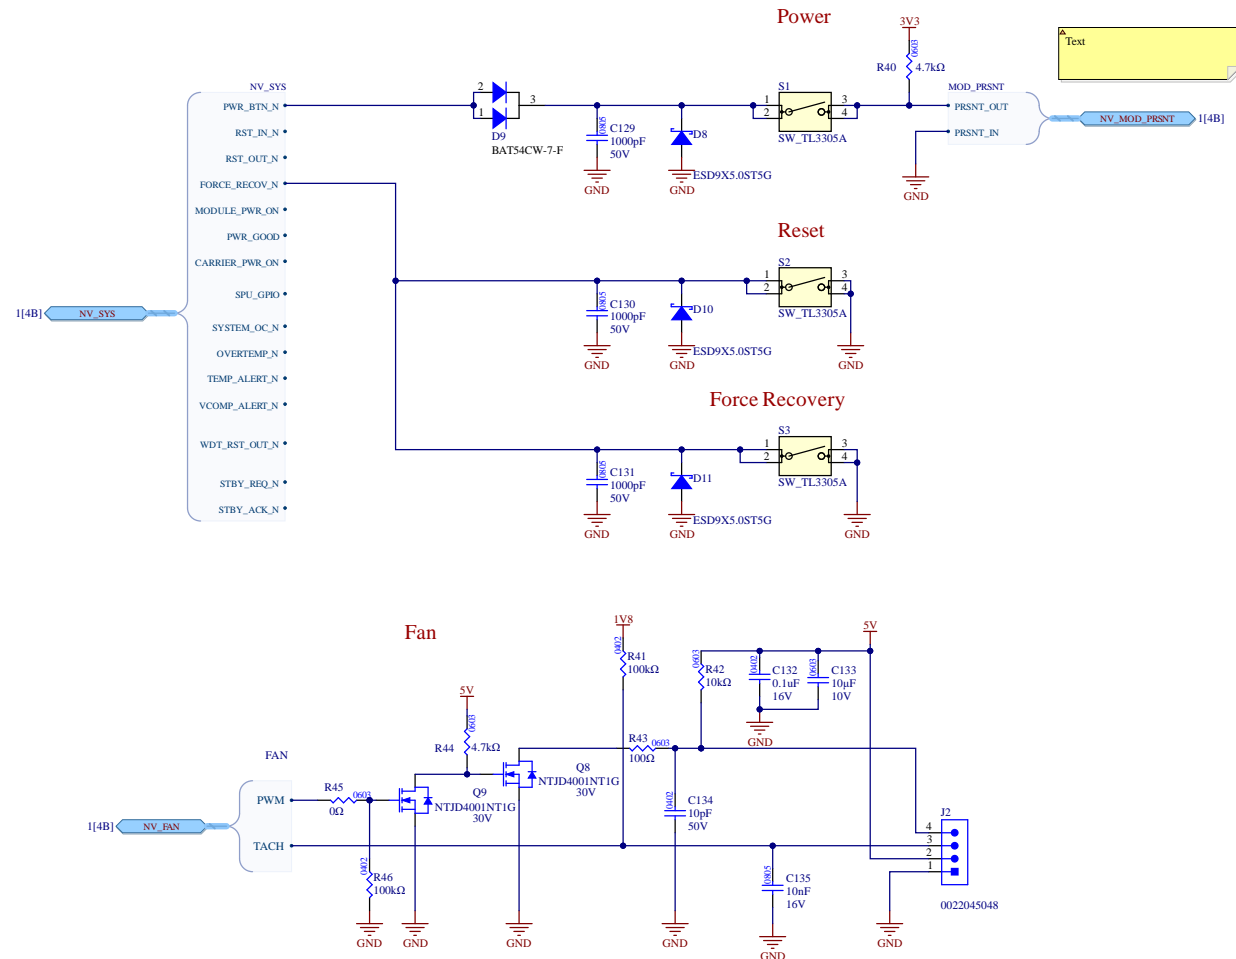 Power
3V3
0603
R40 4.7kΩ
Text
NV_SYS
PWR_BTN_N
RST_IN_N
RST_OUT_N
FORCE_RECOV_N
MODULE_PWR_ON
PWR_GOOD
CARRIER_PWR_ON
SPU_GPIO
SYSTEM_OC_N
OVERTEMP_N
TEMP_ALERT_N
VCOMP_ALERT_N
WDT_RST_OUT_N
STBY_REQ_N
STBY_ACK_N
1[4B] NV_SYS
2
1
3
D9
BAT54CW-7-F
0805
C129
1000pF
50V
GND
D8
ESD9X5.0ST5G
GND
S1
1
2
3
4
SW_TL3305A
MOD_PRSNT
PRSNT_OUT
PRSNT_IN
NV_MOD_PRSNT 1[4B]
GND
Reset
0805
C130
1000pF
50V
GND
D10
ESD9X5.0ST5G
GND
S2
1
2
3
4
SW_TL3305A
GND
Force Recovery
0805
C131
1000pF
50V
GND
D11
ESD9X5.0ST5G
GND
S3
1
2
3
4
SW_TL3305A
GND
Fan
FAN
PWM
TACH
1[4B] NV_FAN
R45
0603
0Ω
0402
R46
100kΩ
GND
5V
0603
R44 4.7kΩ
Q9
NTJD4001NT1G
30V
GND
Q8
NTJD4001NT1G
30V
GND
1V8
0402
R41
100kΩ
R43
0603
100Ω
0603
R42
10kΩ
0402
C132
0.1uF
16V
0603
C133
10µF
10V
GND
5V
0402
C134
10pF
50V
GND
0805
C135
10nF
16V
GND
J2
4
3
2
1
0022045048
GND